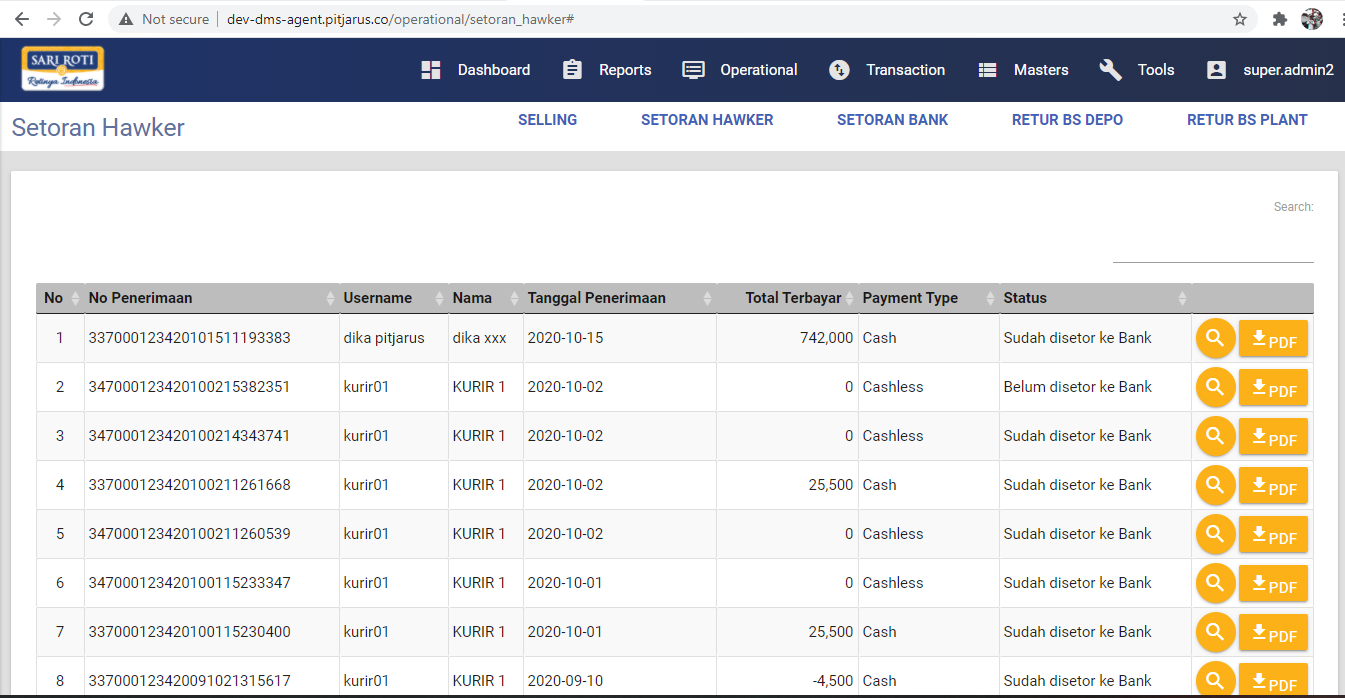 Not secure | dev-dms-agent.pitjarus.co/operational/setoran_hawker#
SARI ROTI
Rotinya Indonesia
Dashboard Reports Operational Transaction Masters Tools super.admin2
Setoran Hawker SELLING SETORAN HAWKER SETORAN BANK RETUR BS DEPO RETUR BS PLANT
Search:
No No Penerimaan Username Nama Tanggal Penerimaan Total Terbayar Payment Type Status
1 337000123420101511193383 dika pitjarus dika xxx 2020-10-15 742,000 Cash Sudah disetor ke Bank PDF
2 347000123420100215382351 kurir01 KURIR 1 2020-10-02 0 Cashless Belum disetor ke Bank PDF
3 347000123420100214343741 kurir01 KURIR 1 2020-10-02 0 Cashless Sudah disetor ke Bank PDF
4 337000123420100211261668 kurir01 KURIR 1 2020-10-02 25,500 Cash Sudah disetor ke Bank PDF
5 347000123420100211260539 kurir01 KURIR 1 2020-10-02 0 Cashless Sudah disetor ke Bank PDF
6 347000123420100115233347 kurir01 KURIR 1 2020-10-01 0 Cashless Sudah disetor ke Bank PDF
7 337000123420100115230400 kurir01 KURIR 1 2020-10-01 25,500 Cash Sudah disetor ke Bank PDF
8 337000123420091021315617 kurir01 KURIR 1 2020-09-10 -4,500 Cash Sudah disetor ke Bank PDF